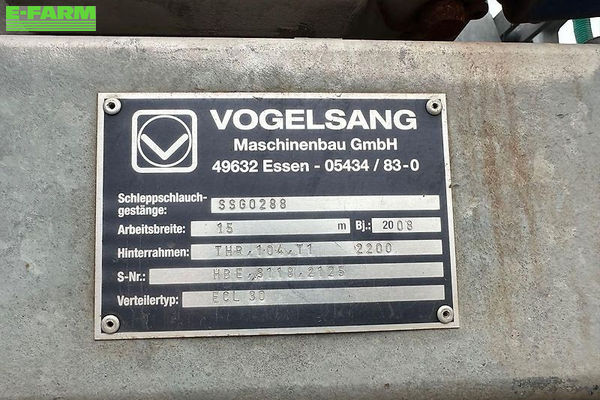 E-FARM
VOGELSANG
Maschinenbau GmbH
49632 Essen - 05434 / 83-0
Schleppschlauch-
gestänge: SSG0288
Arbeitsbreite: 15 m Bj.: 2008
Hinterrahmen: THR.104.T1 2200
S-Nr.: HBE.8118.2125
Verteilertyp: ECL 30